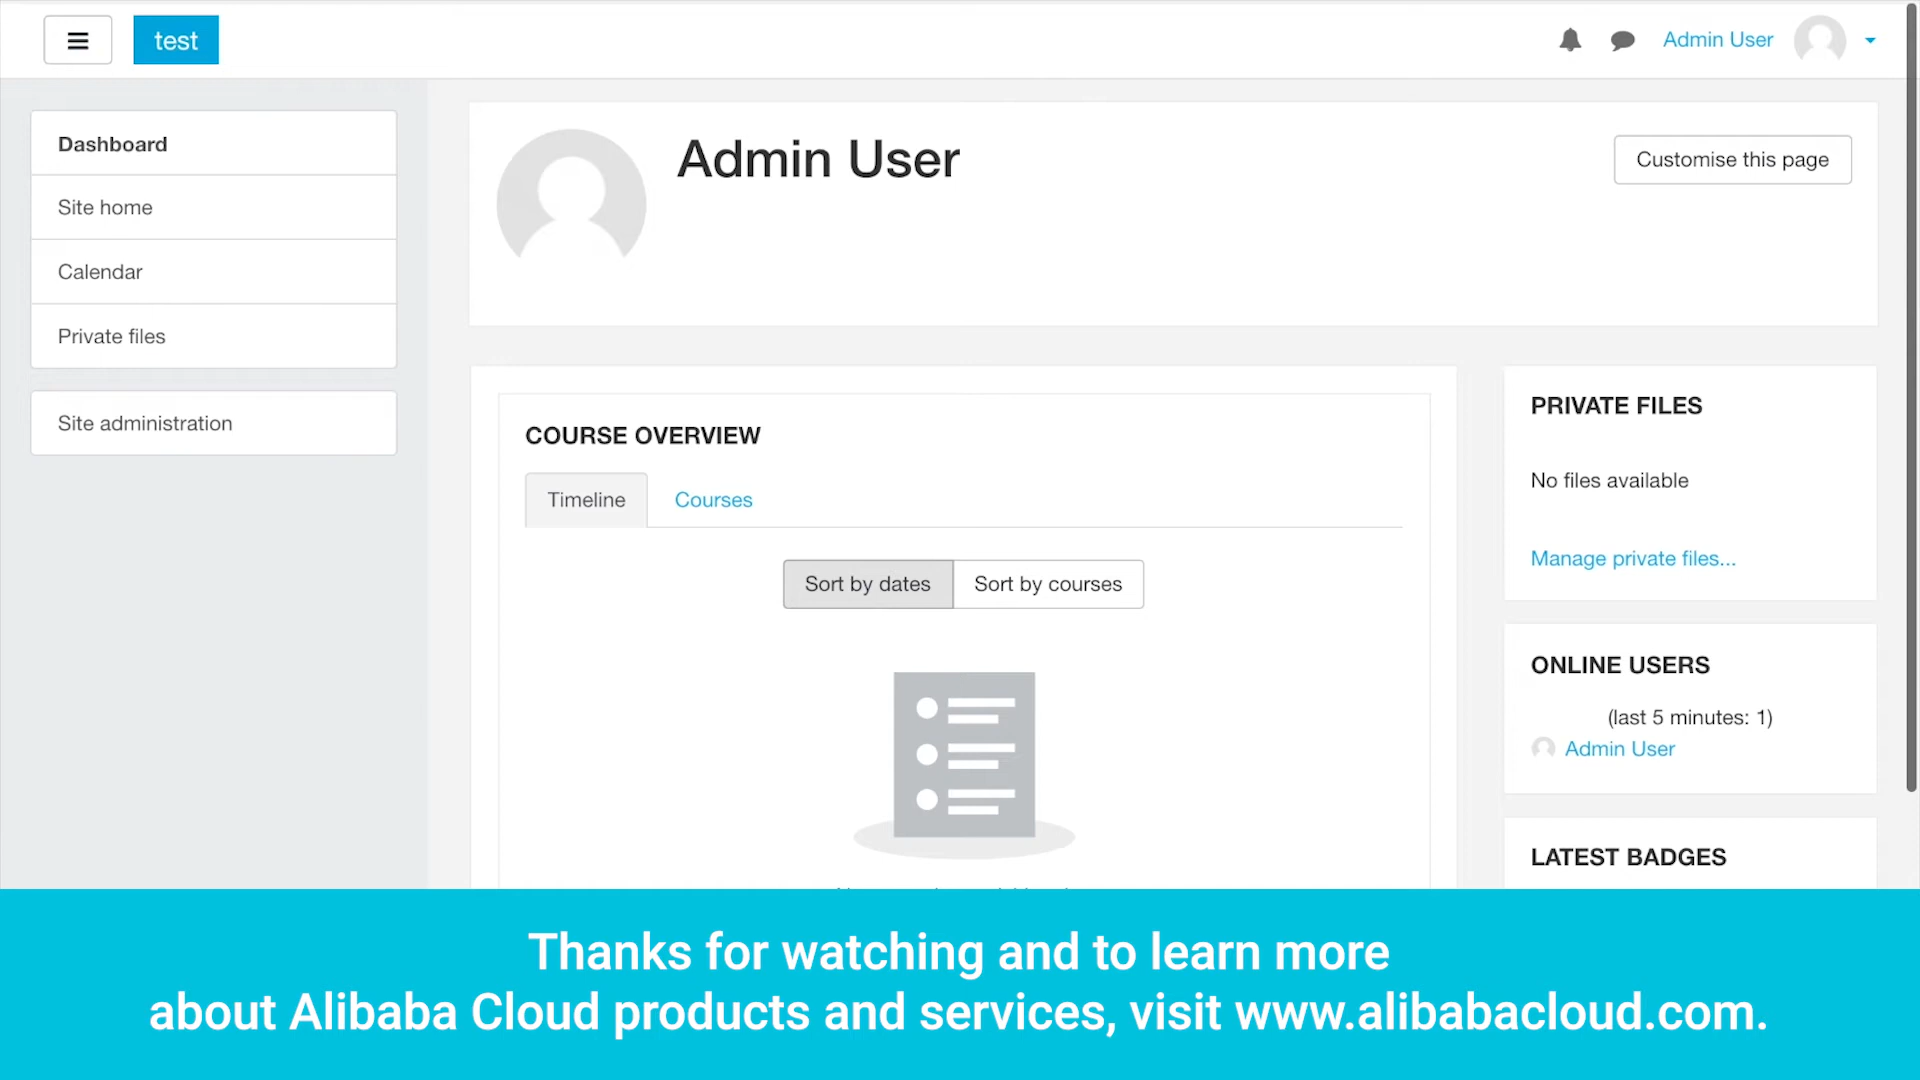 test
Admin User
Dashboard
Site home
Calendar
Private files
Site administration
Admin User
Customise this page
COURSE OVERVIEW
Timeline
Courses
Sort by dates
Sort by courses
PRIVATE FILES
No files available
Manage private files...
ONLINE USERS
(last 5 minutes: 1)
Admin User
LATEST BADGES
Thanks for watching and to learn more
about Alibaba Cloud products and services, visit www.alibabacloud.com.